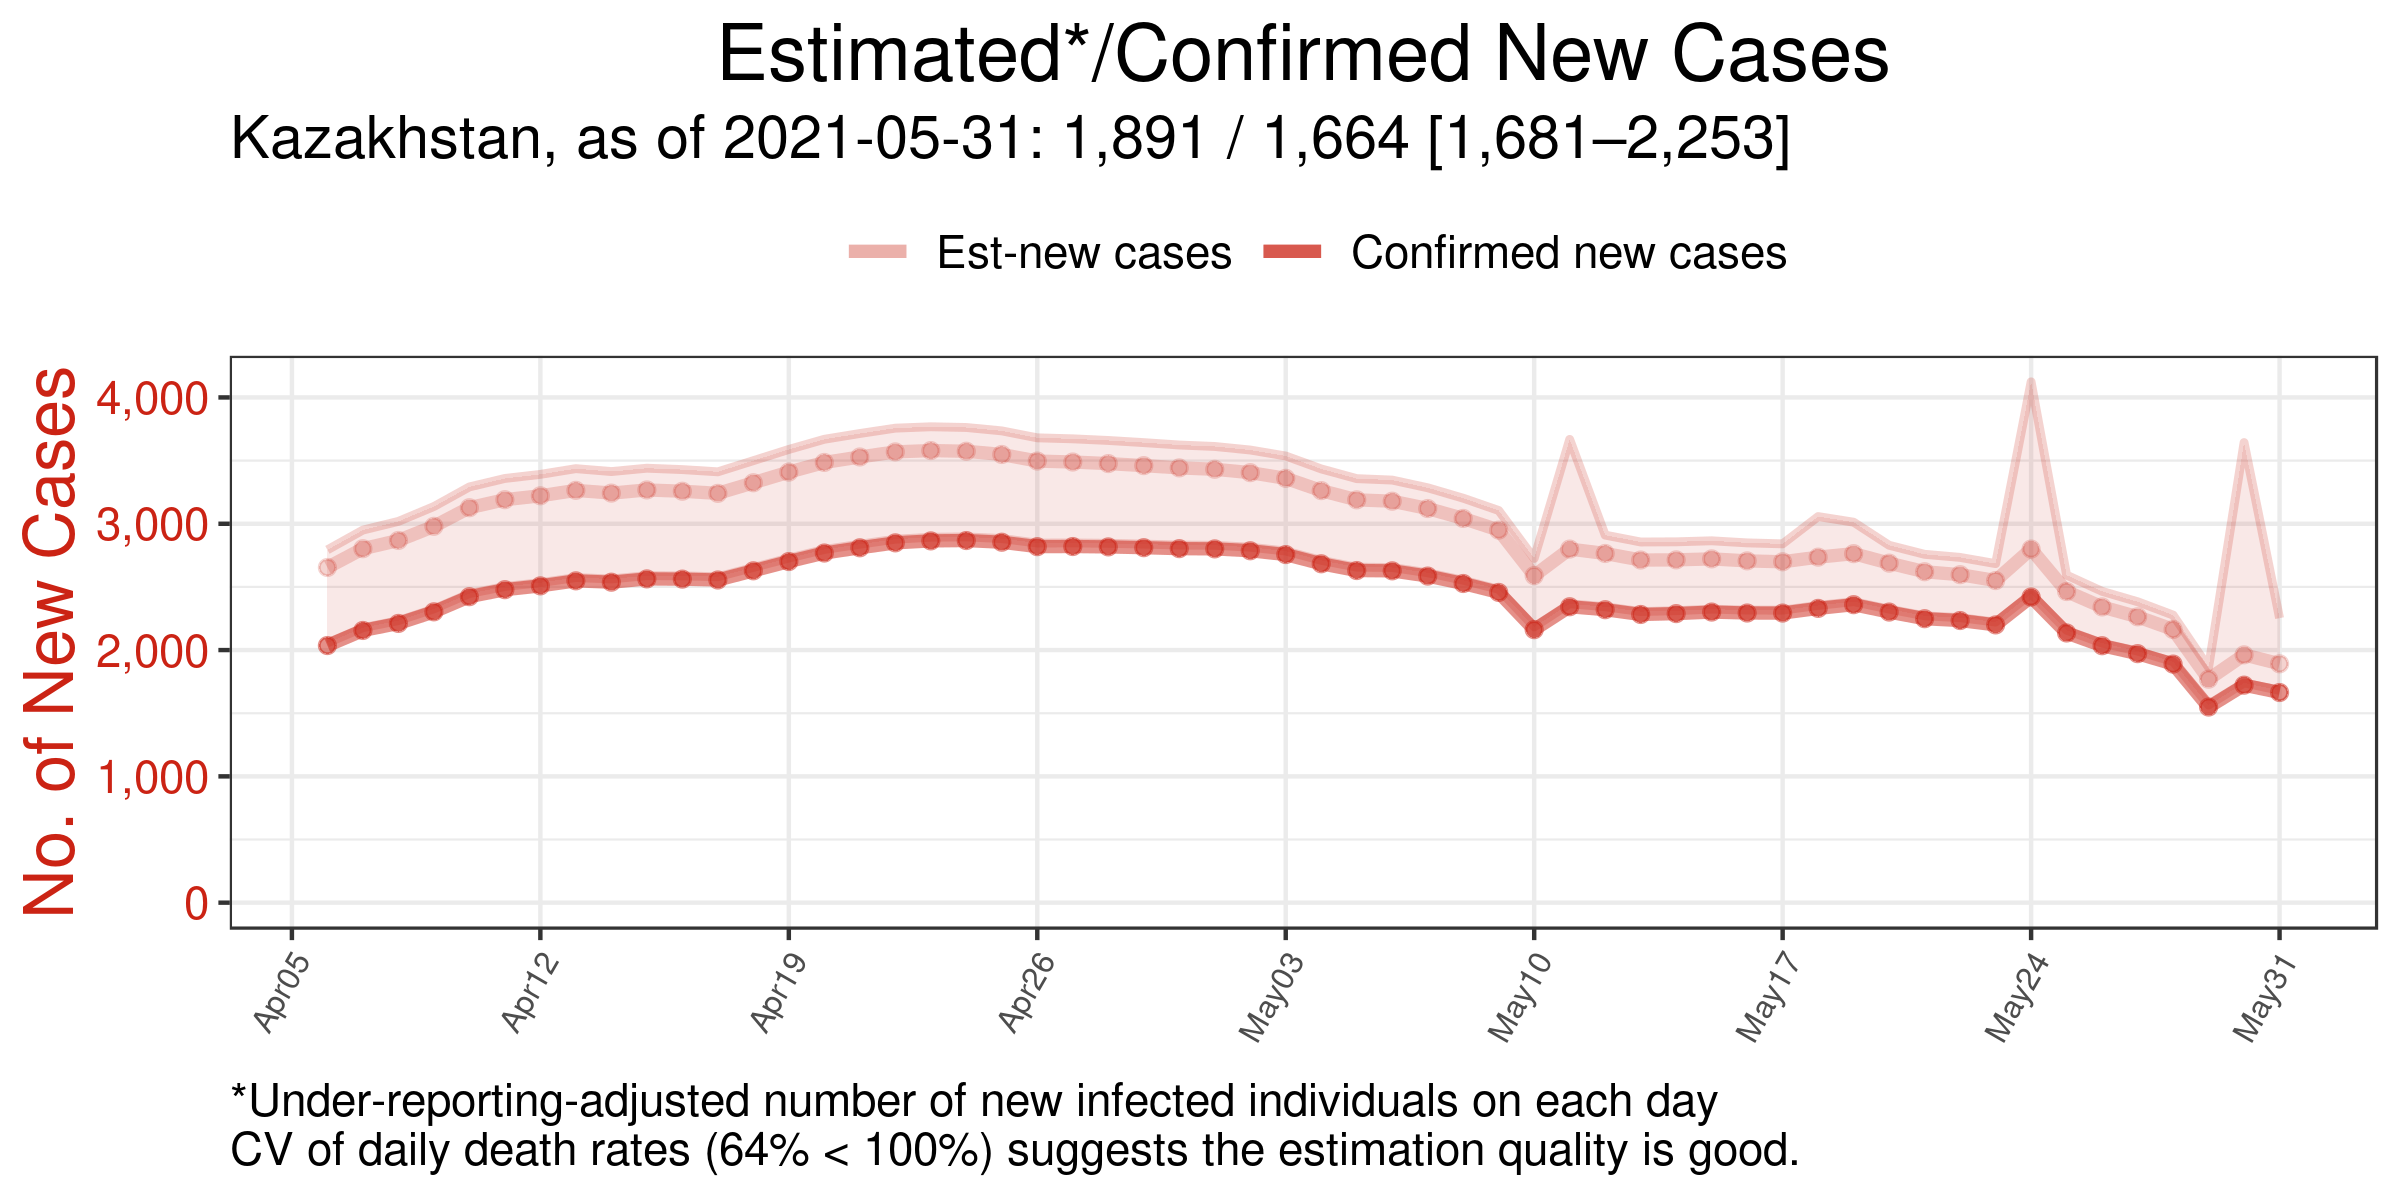 Estimated*/Confirmed New Cases
Kazakhstan, as of 2021-05-31: 1,891 / 1,664 [1,681–2,253]
Est-new cases
Confirmed new cases
No. of New Cases
4,000
3,000
2,000
1,000
0
Apr05
Apr12
Apr19
Apr26
May03
May10
May17
May24
May31
*Under-reporting-adjusted number of new infected individuals on each day
CV of daily death rates (64% < 100%) suggests the estimation quality is good.